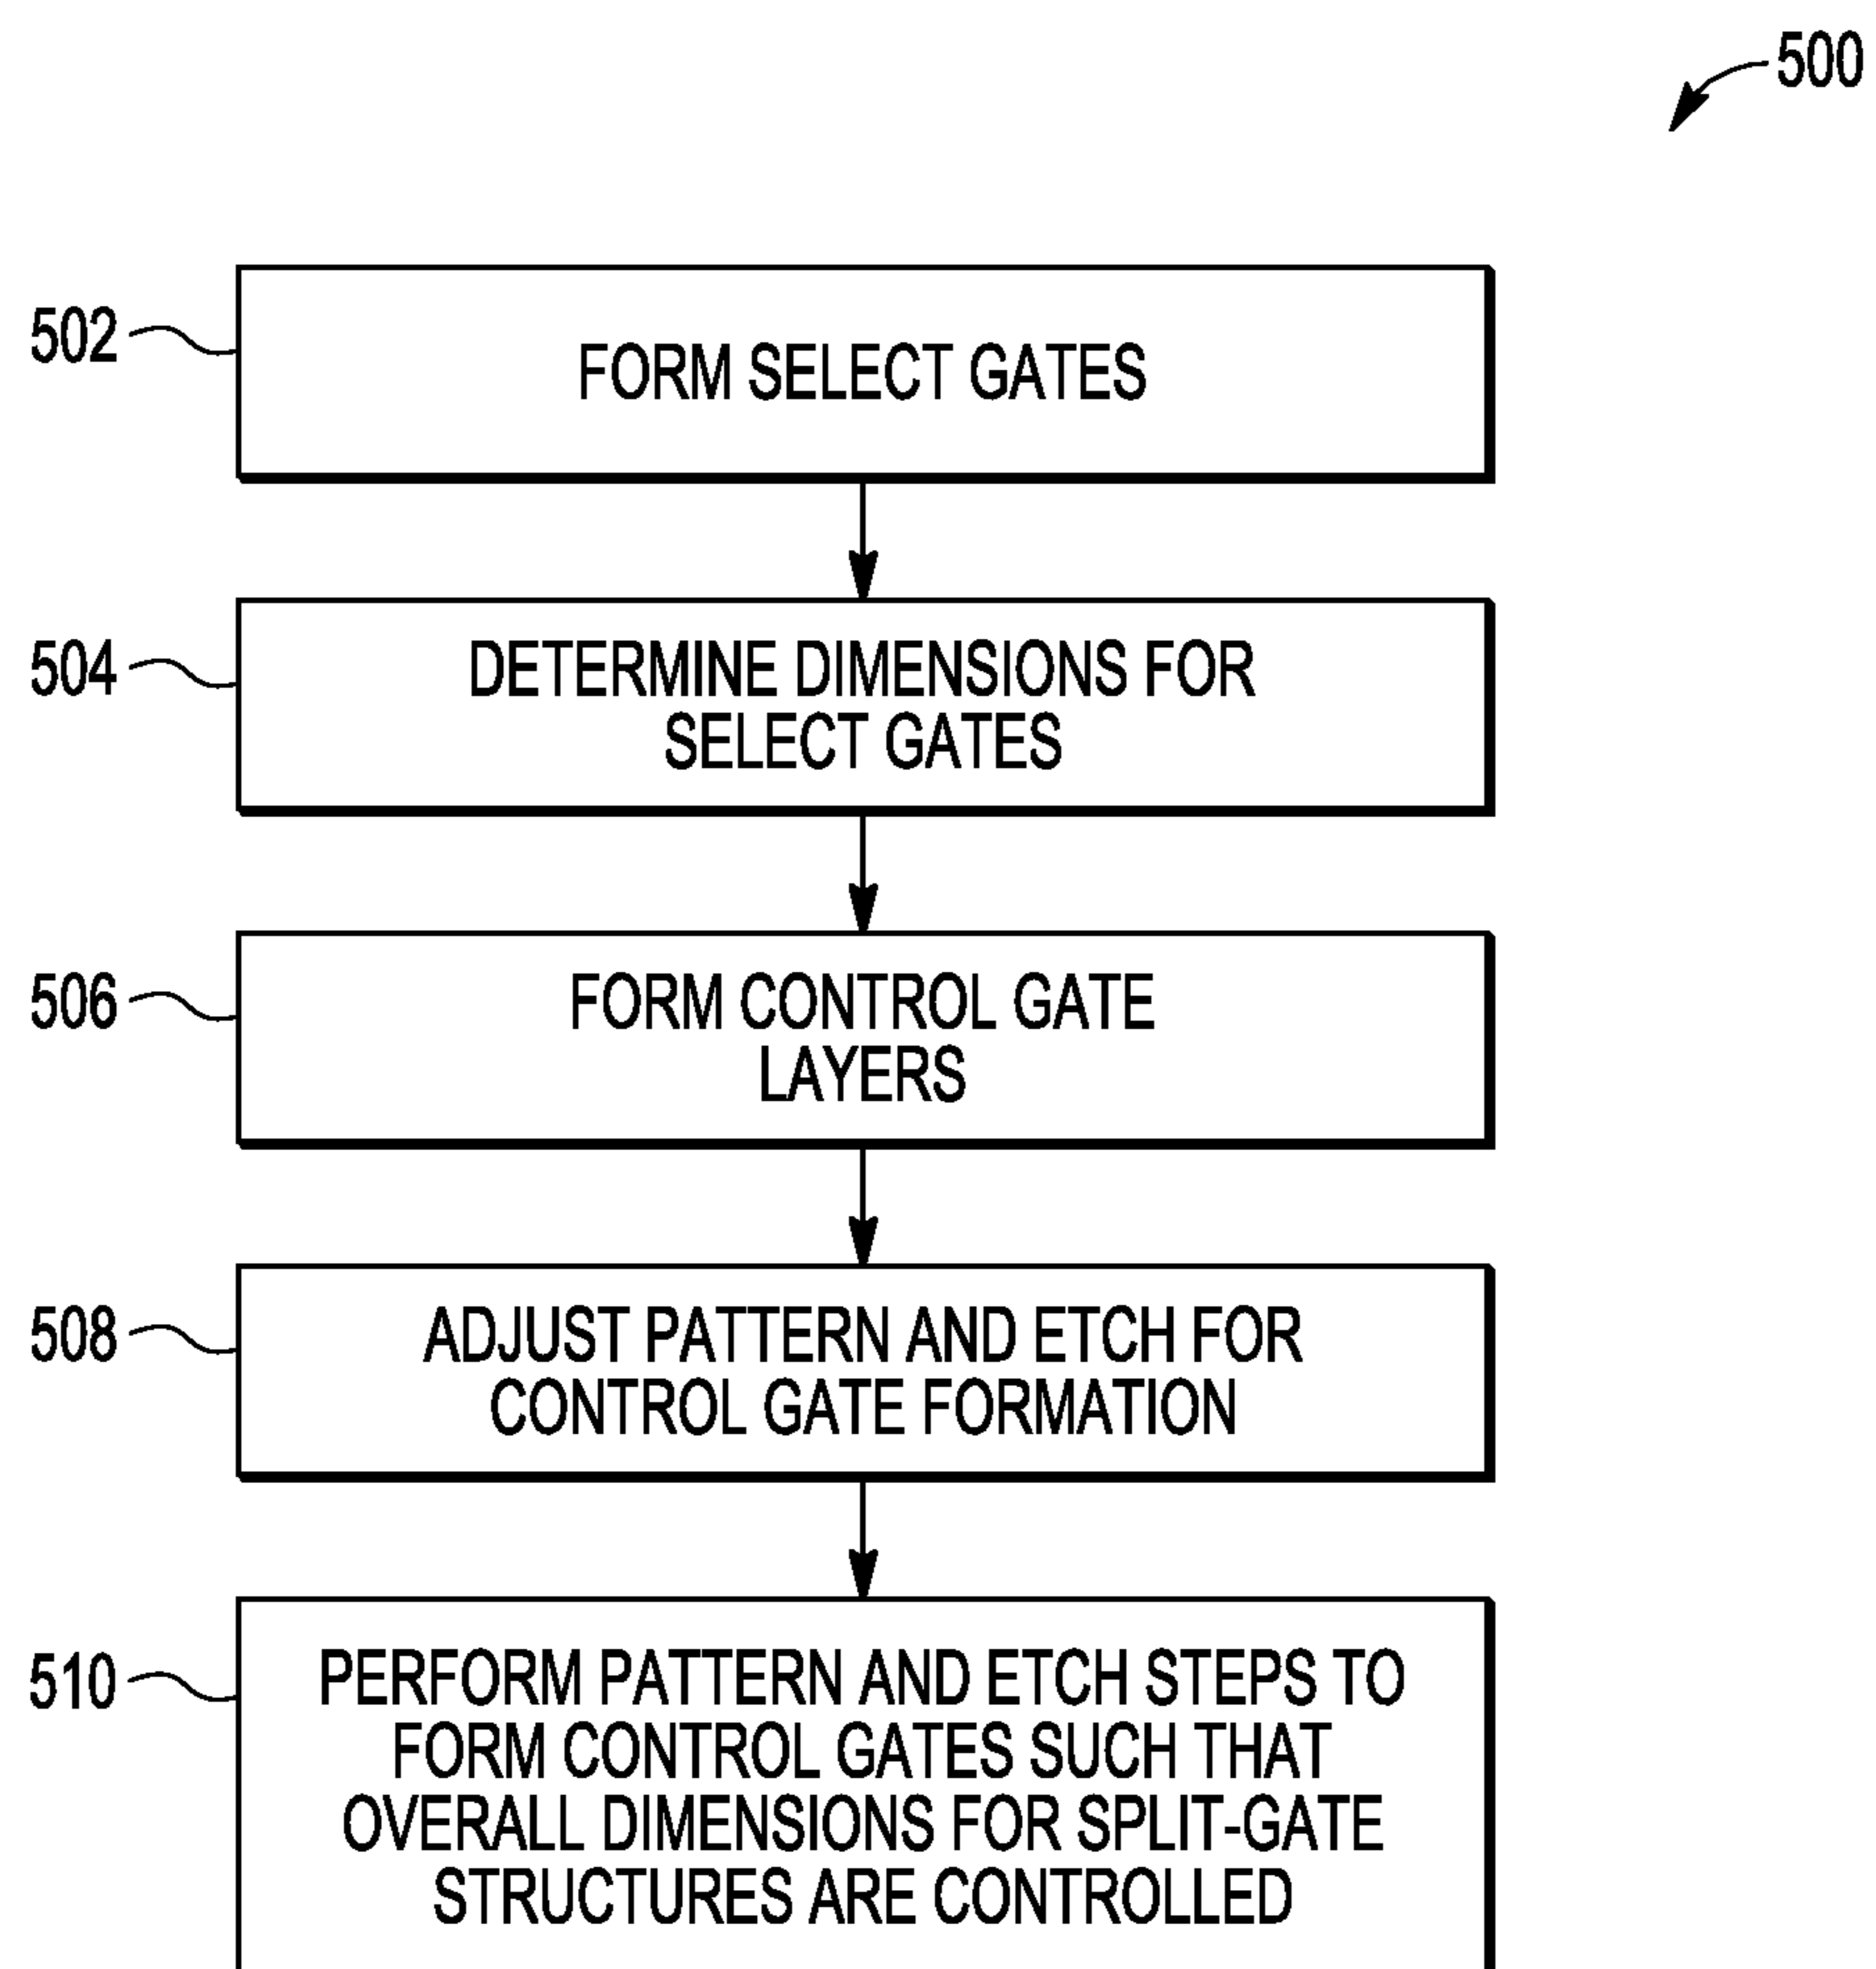 500
502
FORM SELECT GATES
504
DETERMINE DIMENSIONS FOR
SELECT GATES
506
FORM CONTROL GATE
LAYERS
508
ADJUST PATTERN AND ETCH FOR
CONTROL GATE FORMATION
510
PERFORM PATTERN AND ETCH STEPS TO
FORM CONTROL GATES SUCH THAT
OVERALL DIMENSIONS FOR SPLIT-GATE
STRUCTURES ARE CONTROLLED